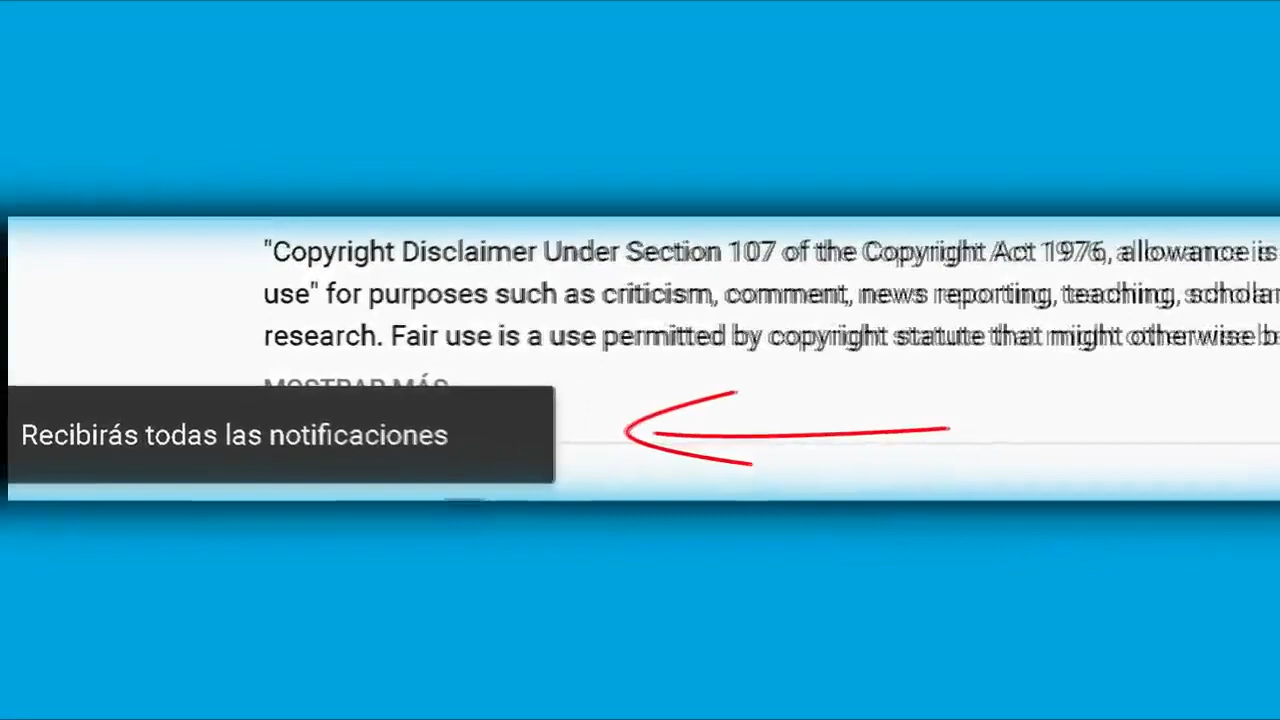 "Copyright Disclaimer Under Section 107 of the Copyright Act 1976, allowance is
use" for purposes such as criticism, comment, news reporting, teaching,
research. Fair use is a use permitted by copyright statute that might otherwise
MOSTRAR MÁS
Recibirás todas las notificaciones